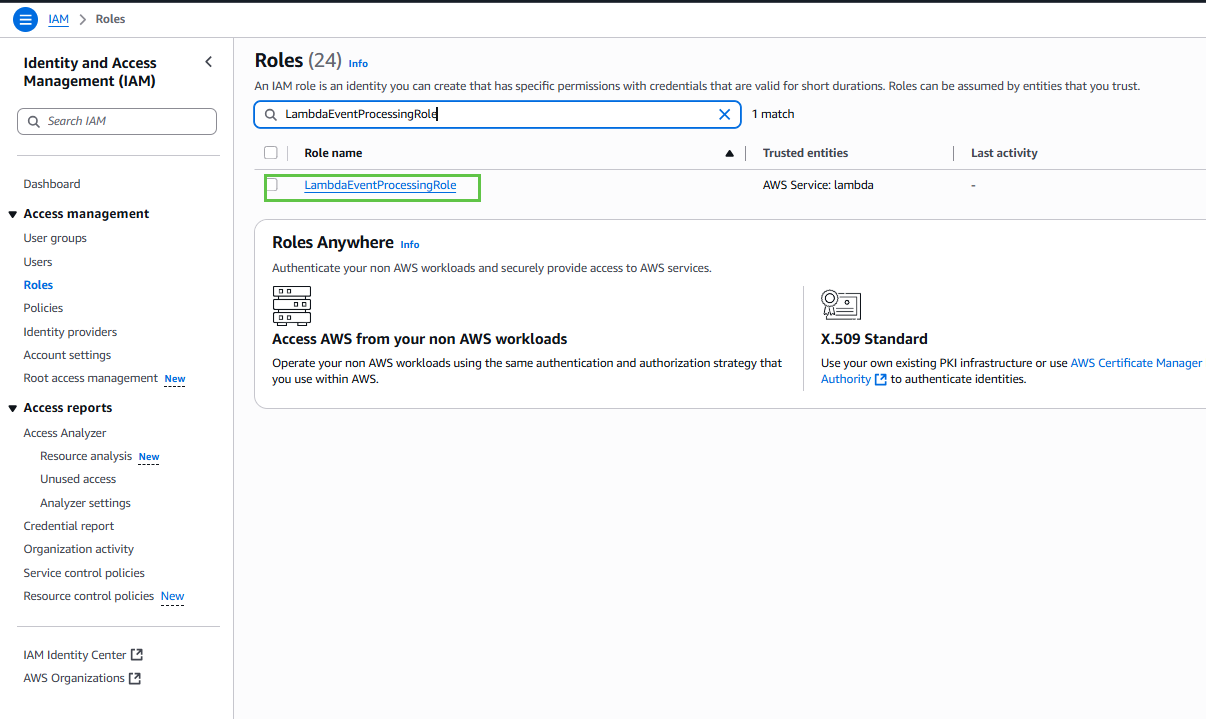 IAM > Roles
Identity and Access
Management (IAM)
Search IAM
Dashboard
Access management
User groups
Users
Roles
Policies
Identity providers
Account settings
Root access management New
Access reports
Access Analyzer
Resource analysis New
Unused access
Analyzer settings
Credential report
Organization activity
Service control policies
Resource control policies New
IAM Identity Center
AWS Organizations
Roles (24) Info
An IAM role is an identity you can create that has specific permissions with credentials that are valid for short durations. Roles can be assumed by entities that you trust.
LambdaEventProcessingRole 1 match
Role name Trusted entities Last activity
LambdaEventProcessingRole AWS Service: lambda -
Roles Anywhere Info
Authenticate your non AWS workloads and securely provide access to AWS services.
Access AWS from your non AWS workloads
Operate your non AWS workloads using the same authentication and authorization strategy that
you use within AWS.
X.509 Standard
Use your own existing PKI infrastructure or use AWS Certificate Manager
Authority to authenticate identities.